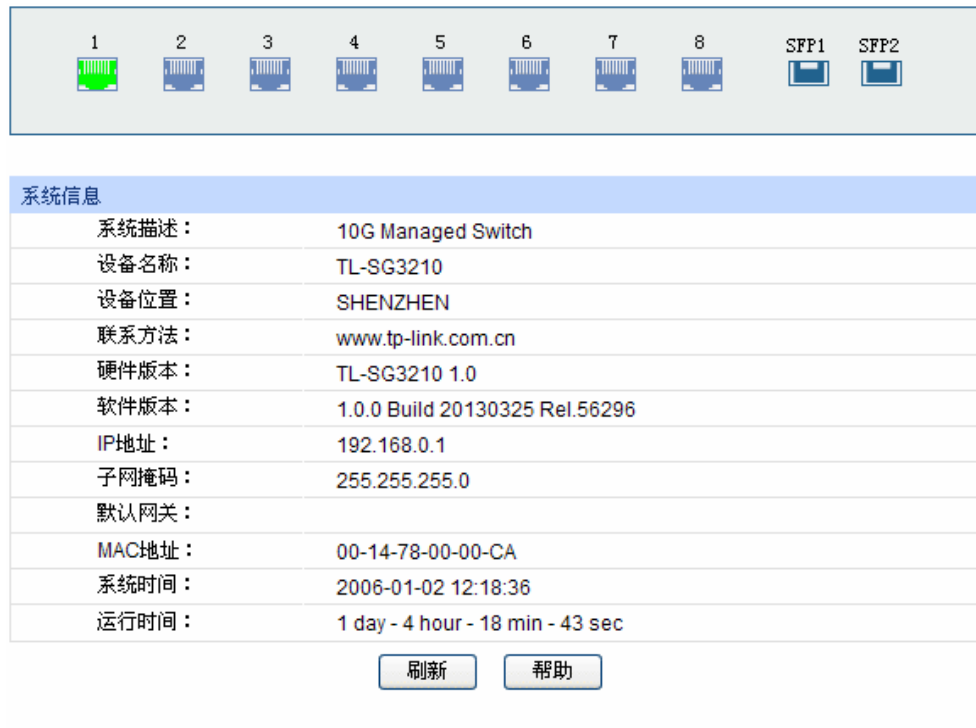 1 2 3 4 5 6 7 8 SFP1 SFP2
系统信息
系统描述： 10G Managed Switch
设备名称： TL-SG3210
设备位置： SHENZHEN
联系方法： www.tp-link.com.cn
硬件版本： TL-SG3210 1.0
软件版本： 1.0.0 Build 20130325 Rel.56296
IP地址： 192.168.0.1
子网掩码： 255.255.255.0
默认网关：
MAC地址： 00-14-78-00-00-CA
系统时间： 2006-01-02 12:18:36
运行时间： 1 day - 4 hour - 18 min - 43 sec
刷新 帮助